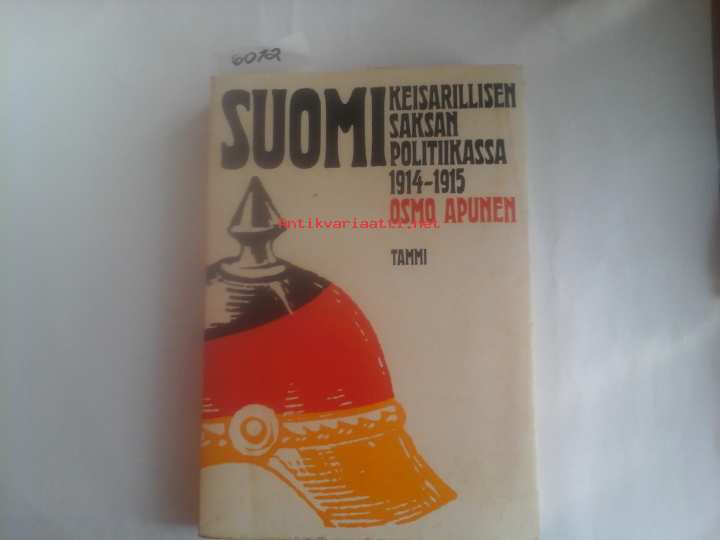 6072
SUOMI
KEISARILLISEN
SAKSAN
POLITIIKASSA
1914-1915
OSMO APUNEN
Antikvariaatti.net
TAMMI